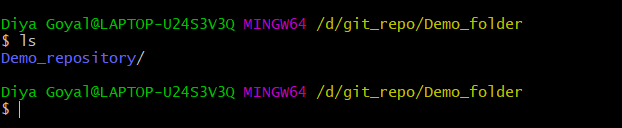 Diya Goyal@LAPTOP-U24S3V3Q MINGW64 /d/git_repo/Demo_folder
$ ls
Demo_repository/
Diya Goyal@LAPTOP-U24S3V3Q MINGW64 /d/git_repo/Demo_folder
$